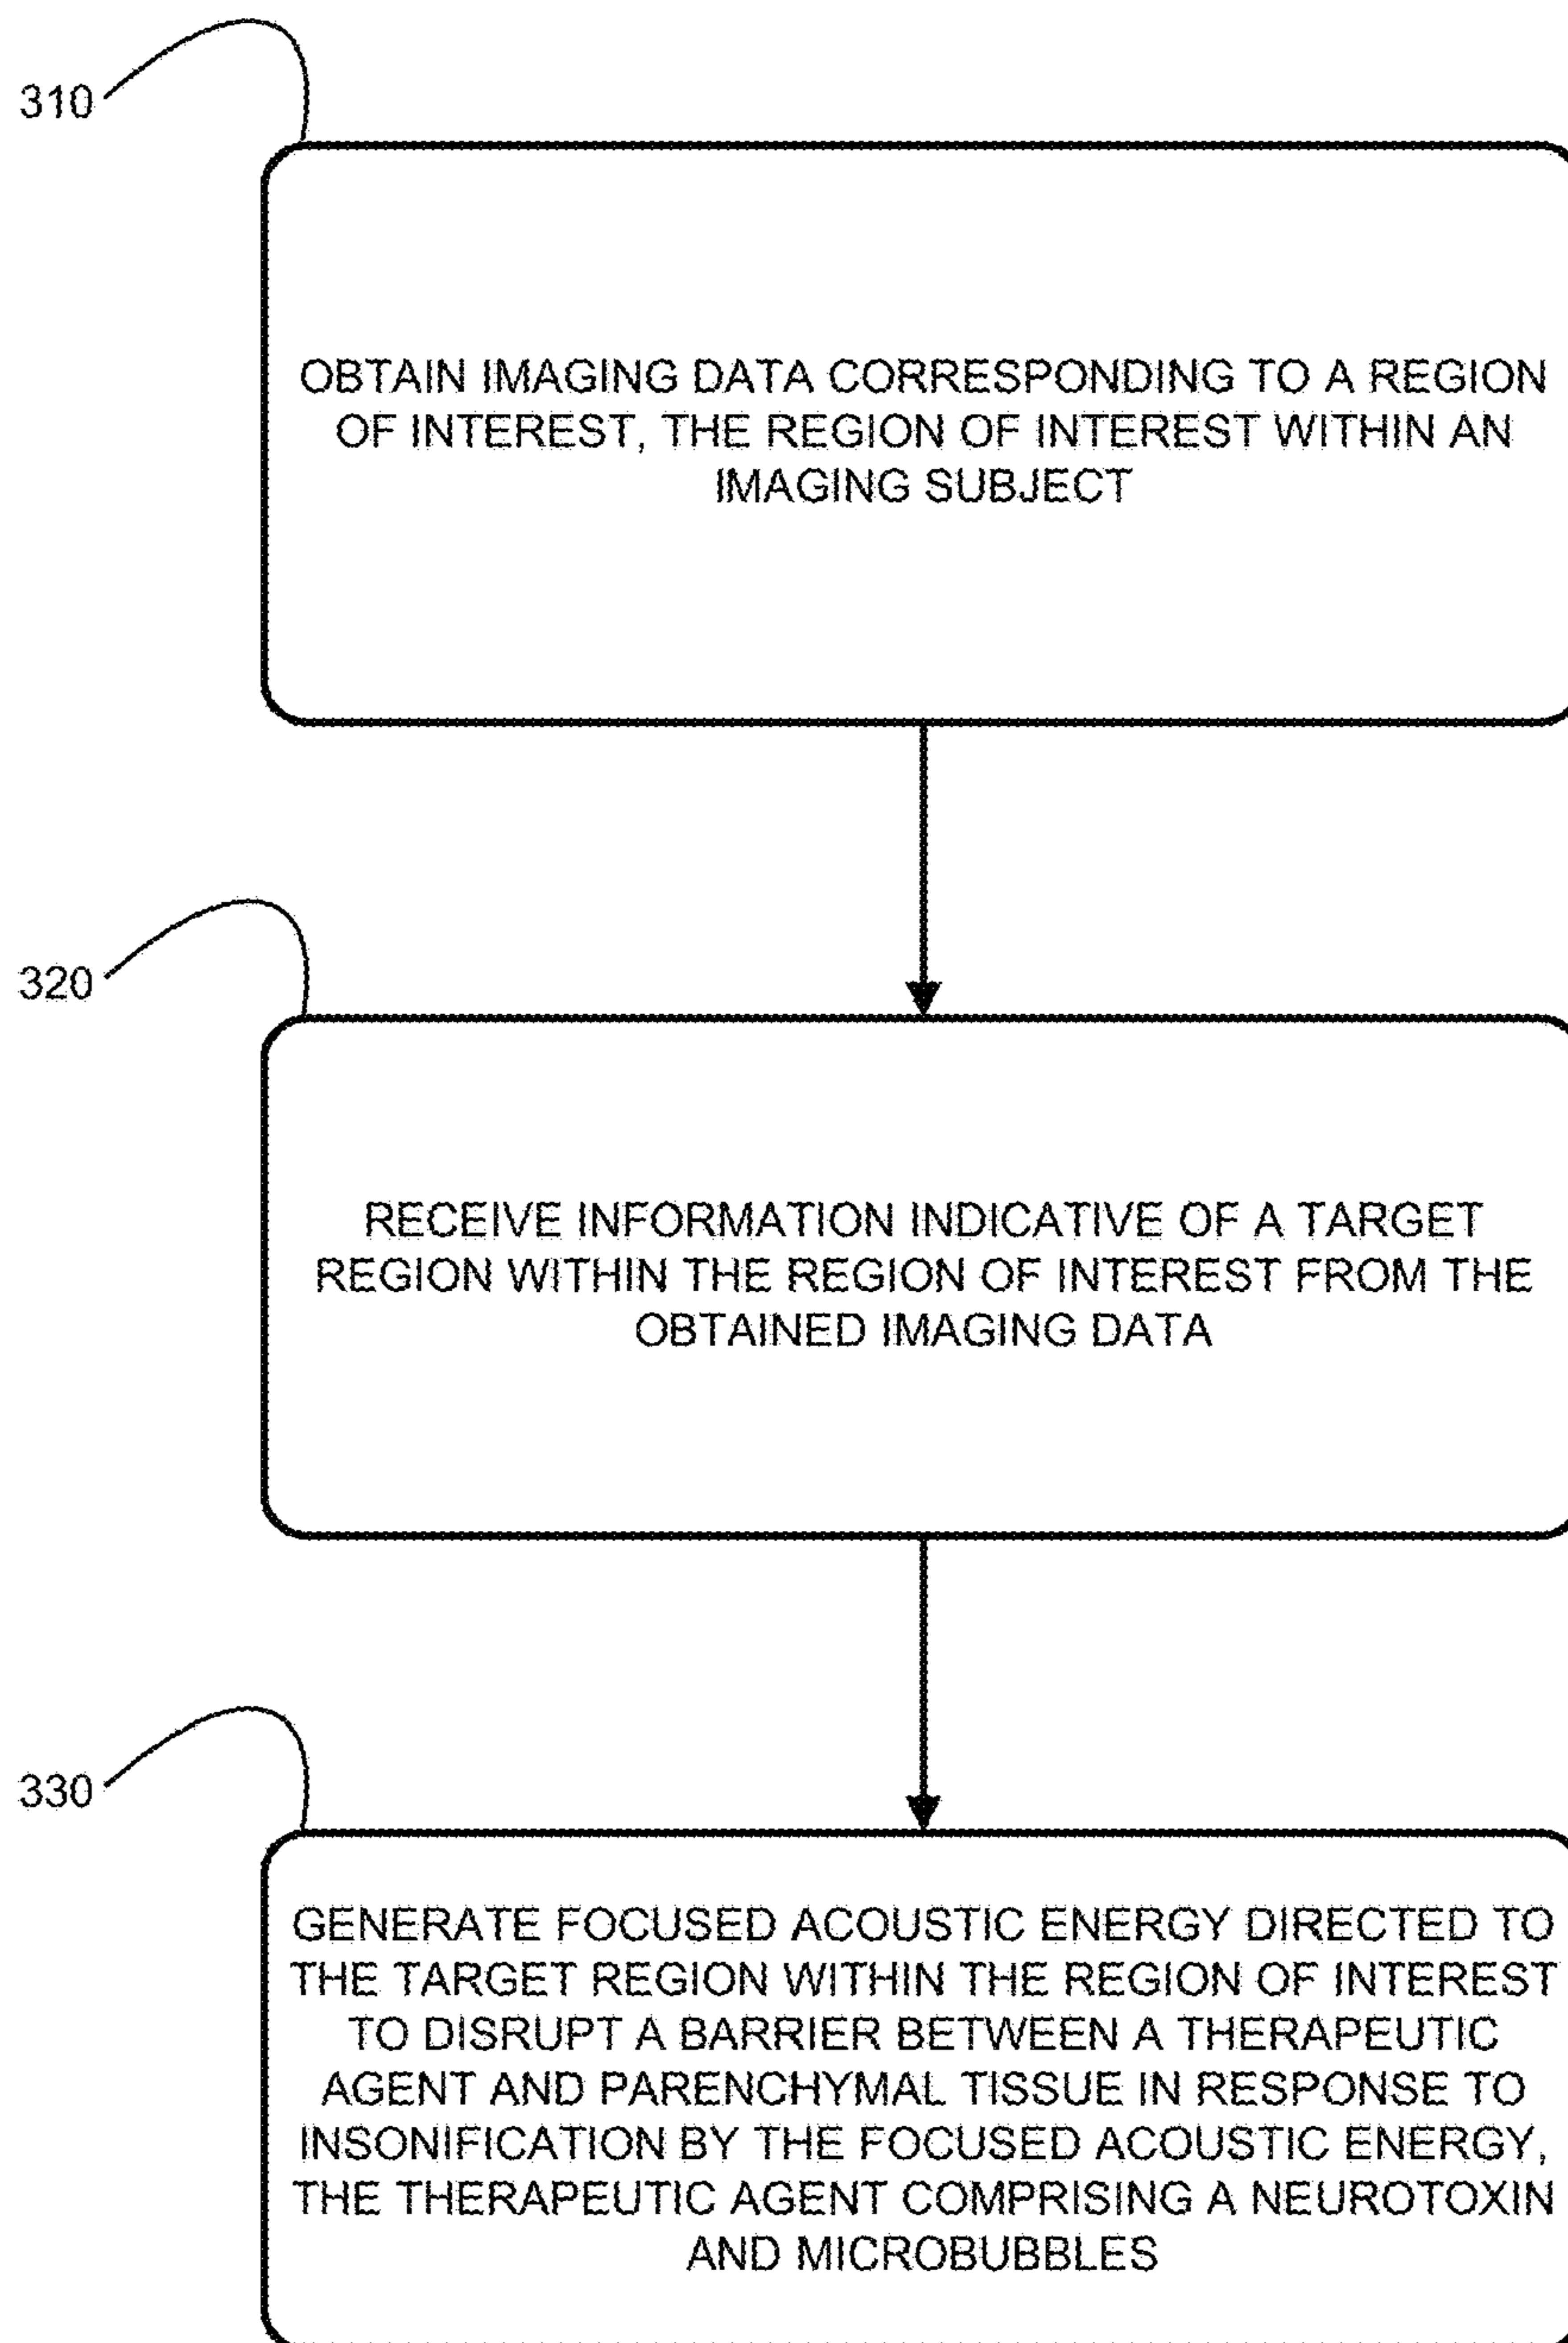 310
OBTAIN IMAGING DATA CORRESPONDING TO A REGION
OF INTEREST, THE REGION OF INTEREST WITHIN AN
IMAGING SUBJECT
320
RECEIVE INFORMATION INDICATIVE OF A TARGET
REGION WITHIN THE REGION OF INTEREST FROM THE
OBTAINED IMAGING DATA
330
GENERATE FOCUSED ACOUSTIC ENERGY DIRECTED TO
THE TARGET REGION WITHIN THE REGION OF INTEREST
TO DISRUPT A BARRIER BETWEEN A THERAPEUTIC
AGENT AND PARENCHYMAL TISSUE IN RESPONSE TO
INSONIFICATION BY THE FOCUSED ACOUSTIC ENERGY,
THE THERAPEUTIC AGENT COMPRISING A NEUROTOXIN
AND MICROBUBBLES